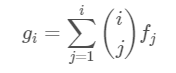 $g_i = \sum_{j=1}^{i} \binom{i}{j} f_j$